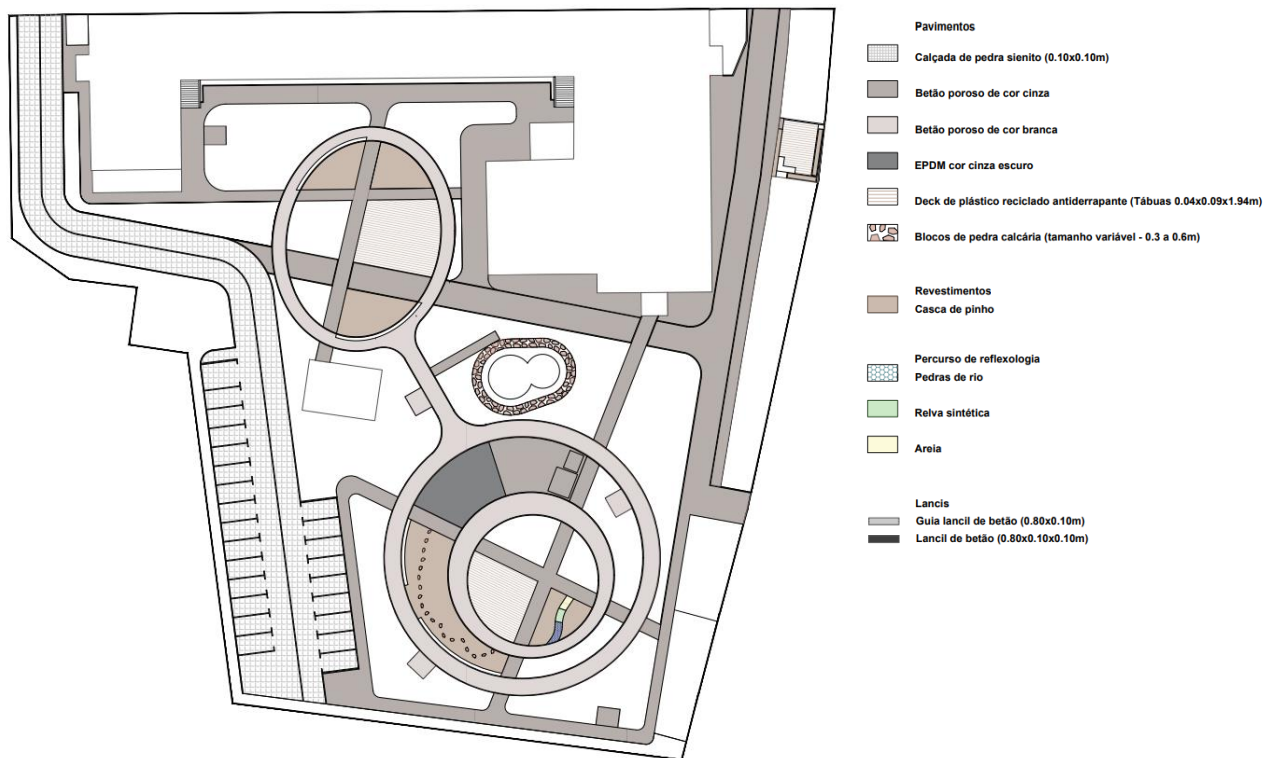 Pavimentos
Calçada de pedra sienito (0.10x0.10m)
Betão poroso de cor cinza
Betão poroso de cor branca
EPDM cor cinza escuro
Deck de plástico reciclado antiderrapante (Tábuas 0.04x0.09x1.94m)
Blocos de pedra calcária (tamanho variável - 0.3 a 0.6m)
Revestimentos
Casca de pinho
Percurso de reflexologia
Pedras de rio
Relva sintética
Areia
Lancis
Guia lancil de betão (0.80x0.10m)
Lancil de betão (0.80x0.10x0.10m)